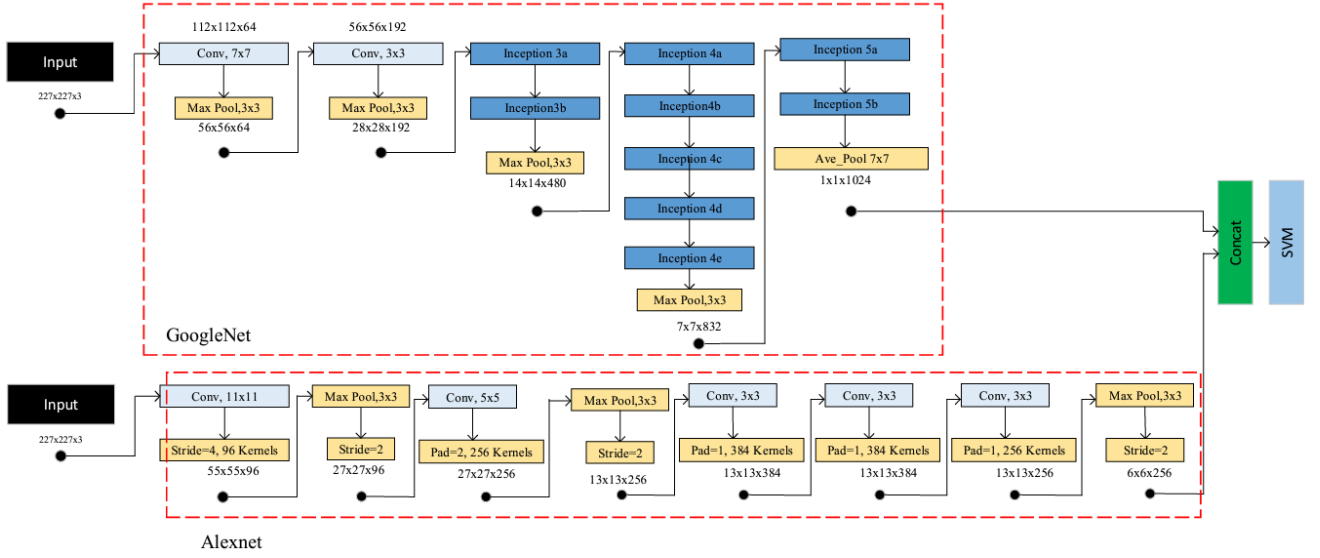 112x112x64
56x56x192
Input
Conv, 7x7
Conv, 3x3
Inception 3a
Inception 4a
Inception 5a
227x227x3
Max Pool,3x3
Max Pool,3x3
Inception3b
Inception4b
Inception 5b
56x56x64
28x28x192
Max Pool,3x3
Inception 4c
Ave_Pool 7x7
14x14x480
1x1x1024
Inception 4d
Inception 4e
Max Pool,3x3
7x7x832
GoogleNet
Concat
SVM
Input
Conv, 11x11
Max Pool,3x3
Conv, 5x5
Max Pool,3x3
Conv, 3x3
Conv, 3x3
Conv, 3x3
Max Pool,3x3
227x227x3
Stride=4, 96 Kernels
Stride=2
Pad=2, 256 Kernels
Stride=2
Pad=1, 384 Kernels
Pad=1, 384 Kernels
Pad=1, 256 Kernels
Stride=2
55x55x96
27x27x96
27x27x256
13x13x256
13x13x384
13x13x384
13x13x256
6x6x256
Alexnet